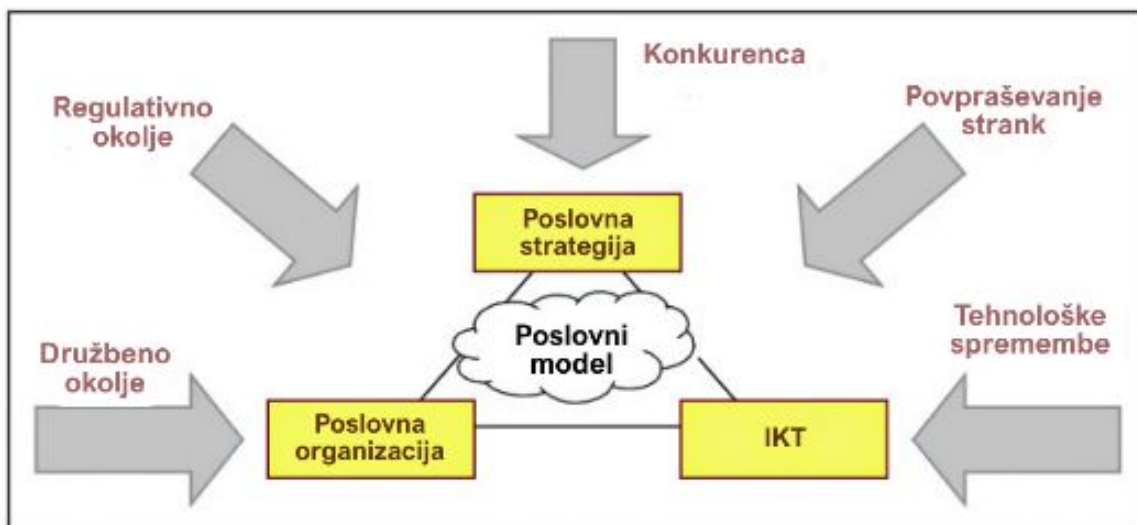 Konkurenca
Regulativno
okolje
Povpraševanje
strank
Poslovna
strategija
Poslovni
model
Družbeno
okolje
Tehnološke
spremembe
Poslovna
organizacija
IKT